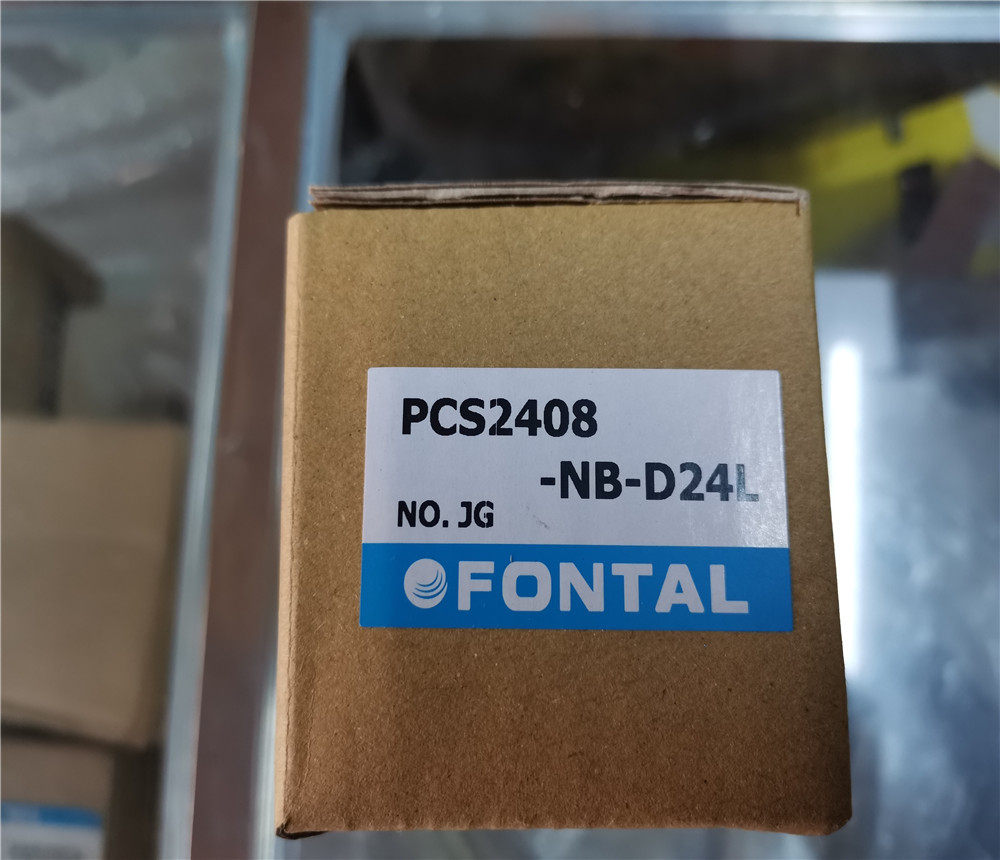 PCS2408
-NB-D24L
NO. JG
FONTAL